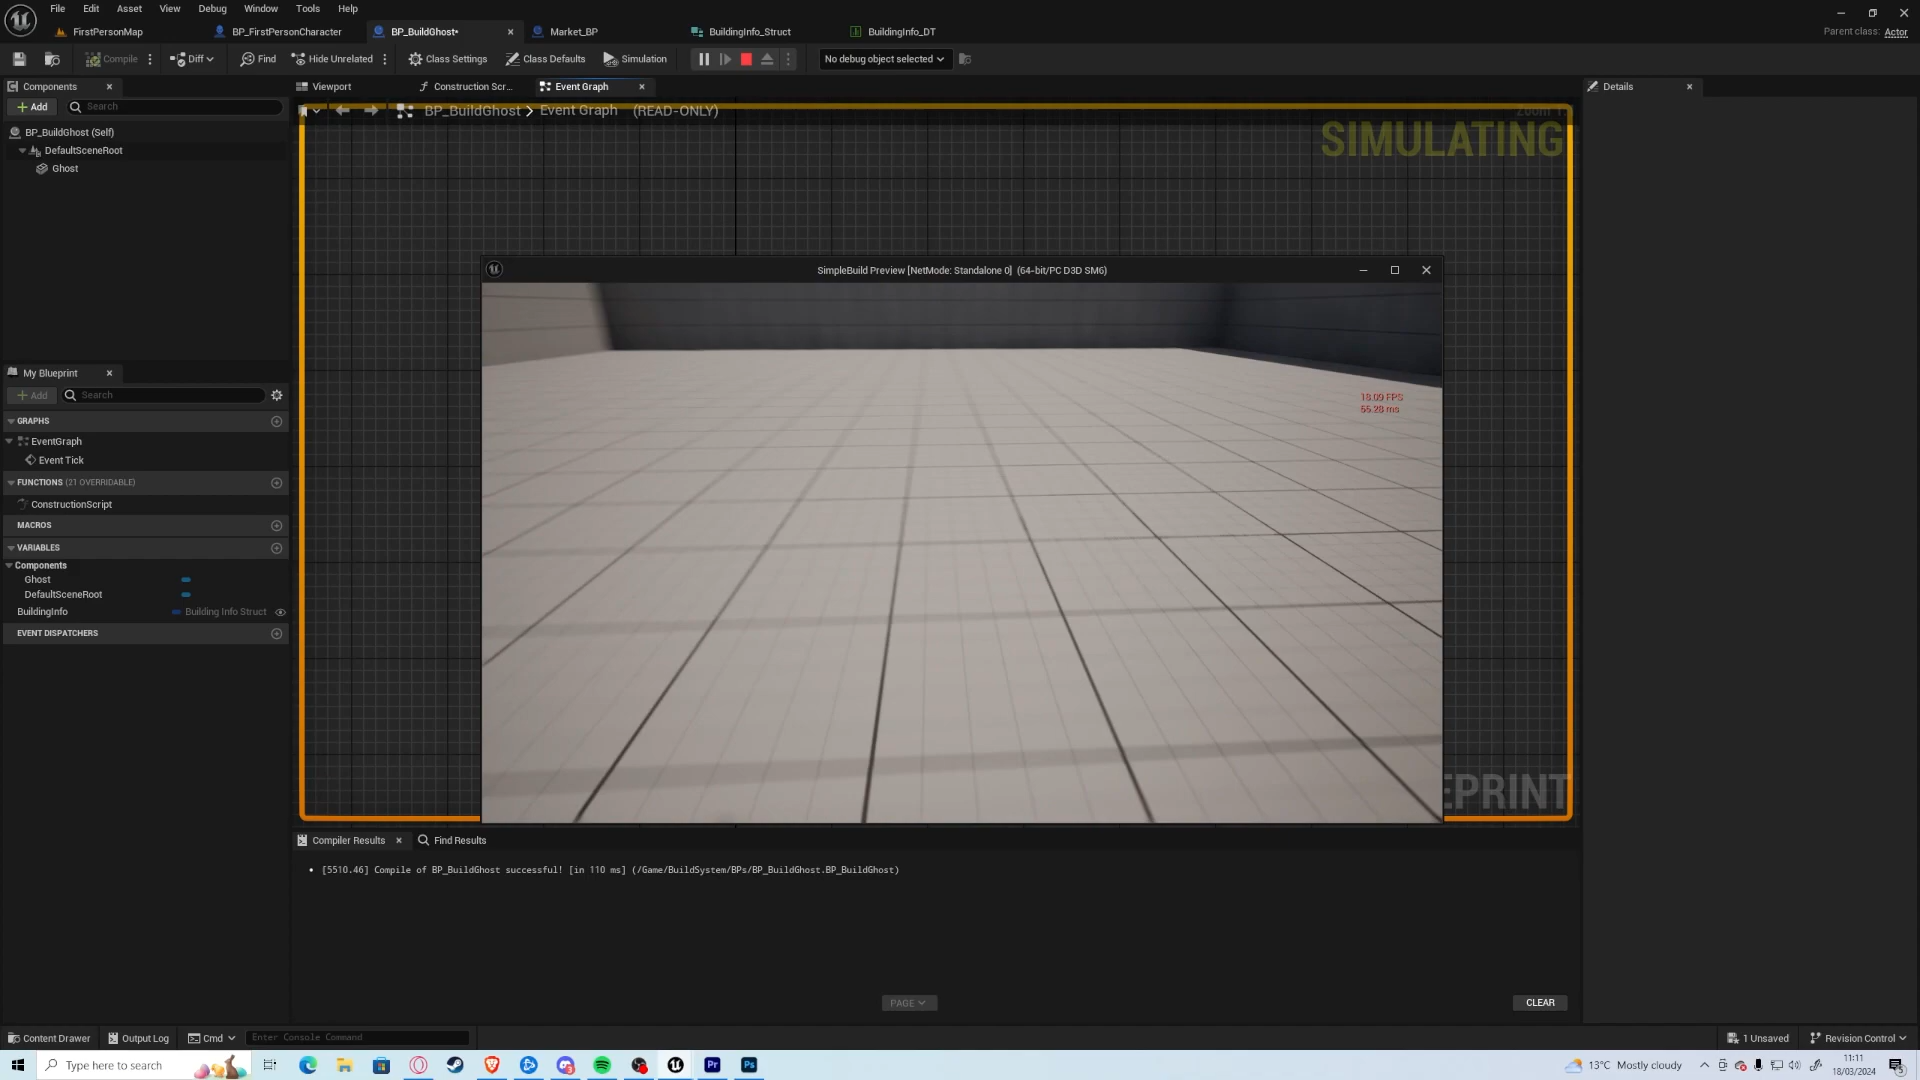 File Edit Asset View Debug Window Tools Help
FirstPersonMap BP_FirstPersonCharacter BP_BuildGhost• Market_BP BuildingInfo_Struct BuildingInfo_DT Parent class: Actor
Compile Diff Find Hide Unrelated Class Settings Class Defaults Simulation No debug object selected
Components Viewport Construction Scr... Event Graph Details
Add Search
BP_BuildGhost > Event Graph (READ-ONLY)
SIMULATING
BP_BuildGhost (Self)
DefaultSceneRoot
Ghost
SimpleBuild Preview [NetMode: Standalone 0] (64-bit/PC D3D SM6)
18.09 FPS
55.28 ms
My Blueprint
Add Search
GRAPHS
EventGraph
Event Tick
FUNCTIONS (21 OVERRIDABLE)
ConstructionScript
MACROS
VARIABLES
Components
Ghost
DefaultSceneRoot
BuildingInfo Building Info Struct
EVENT DISPATCHERS
EPRINT
Compiler Results Find Results
• [5510.46] Compile of BP_BuildGhost successful! [in 110 ms] (/Game/BuildSystem/BPs/BP_BuildGhost.BP_BuildGhost)
PAGE CLEAR
Content Drawer Output Log Cmd Enter Console Command 1 Unsaved Revision Control
Type here to search 13°C Mostly cloudy 11:11
18/03/2024